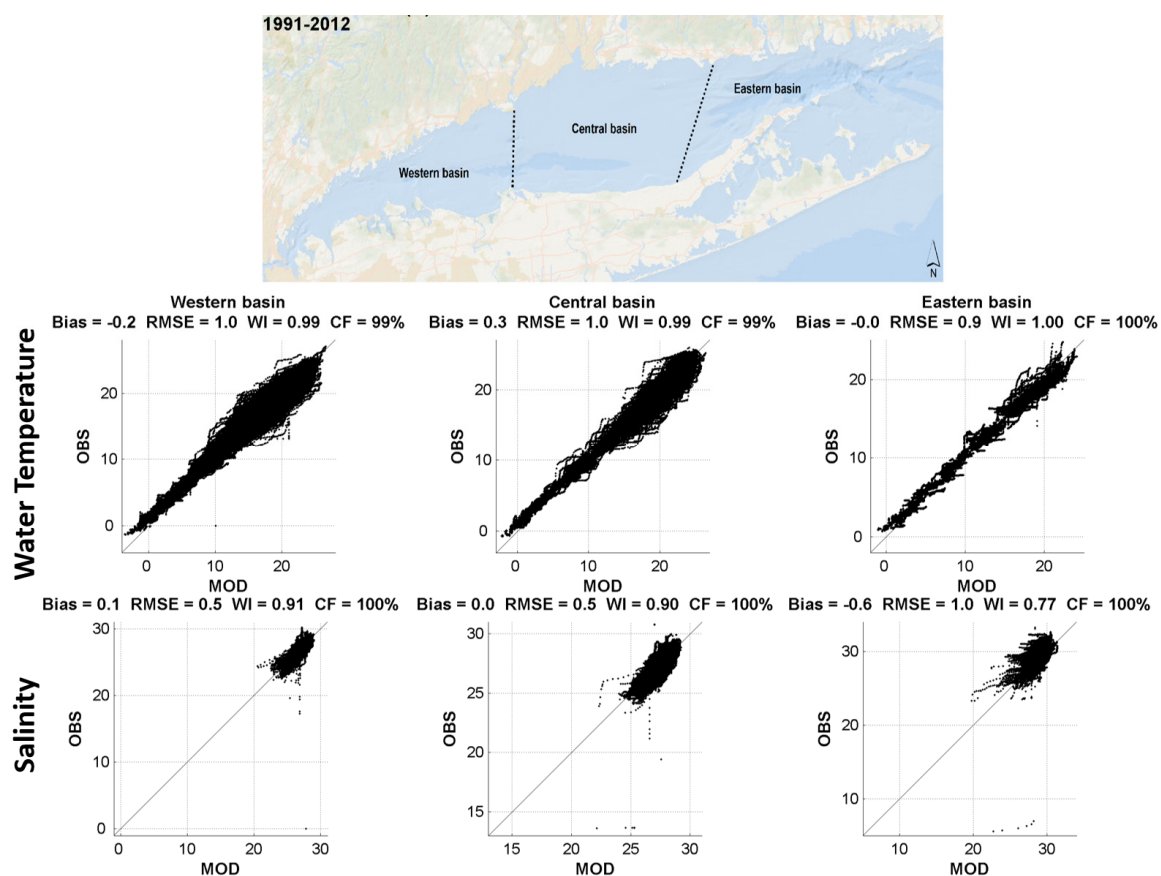 1991-2012
Eastern basin
Central basin
Western basin
N
Western basin
Bias = -0.2 RMSE = 1.0 WI = 0.99 CF = 99%
Central basin
Bias = 0.3 RMSE = 1.0 WI = 0.99 CF = 99%
Eastern basin
Bias = -0.0 RMSE = 0.9 WI = 1.00 CF = 100%
Water Temperature
OBS
20
10
0
0 10 20
MOD
OBS
20
10
0
0 10 20
MOD
OBS
20
10
0
0 10 20
MOD
Bias = 0.1 RMSE = 0.5 WI = 0.91 CF = 100%
Bias = 0.0 RMSE = 0.5 WI = 0.90 CF = 100%
Bias = -0.6 RMSE = 1.0 WI = 0.77 CF = 100%
Salinity
OBS
30
20
10
0
0 10 20 30
MOD
OBS
30
25
20
15
15 20 25 30
MOD
OBS
30
20
10
10 20 30
MOD